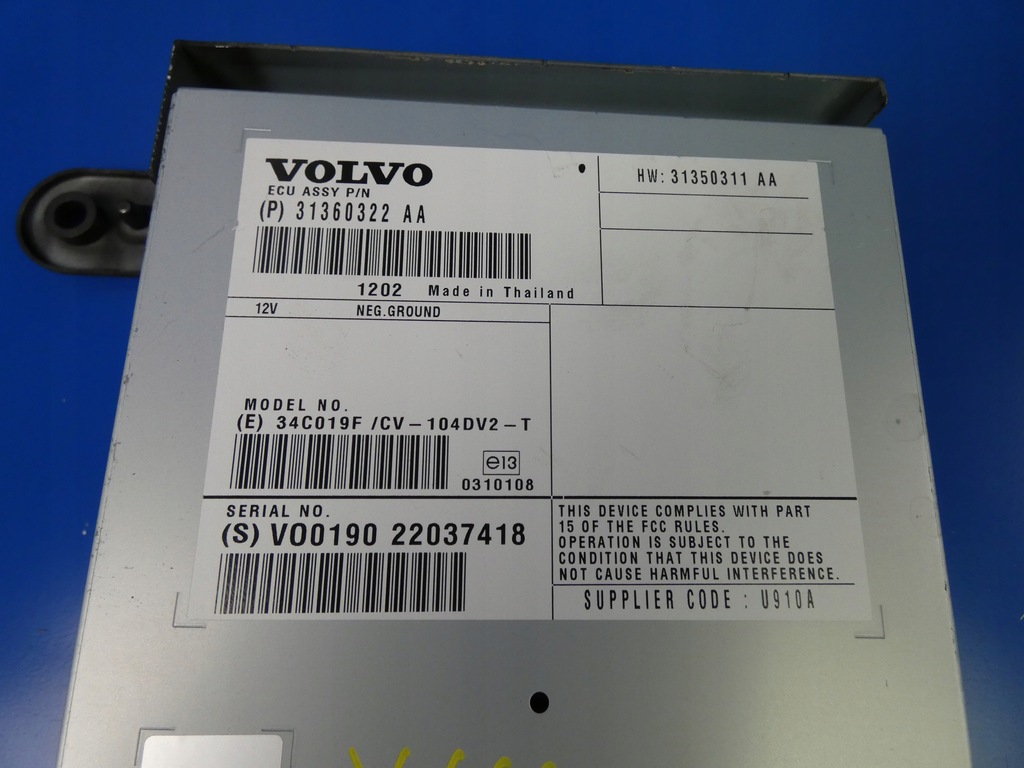 VOLVO
ECU ASSY P/N
(P) 31360322 AA
1202 Made in Thailand
HW: 31350311 AA
12V NEG.GROUND
MODEL NO.
(E) 34C019F /CV-104DV2-T
e13
0310108
SERIAL NO.
(S) VO0190 22037418
THIS DEVICE COMPLIES WITH PART
15 OF THE FCC RULES.
OPERATION IS SUBJECT TO THE
CONDITION THAT THIS DEVICE DOES
NOT CAUSE HARMFUL INTERFERENCE.
SUPPLIER CODE : U910A